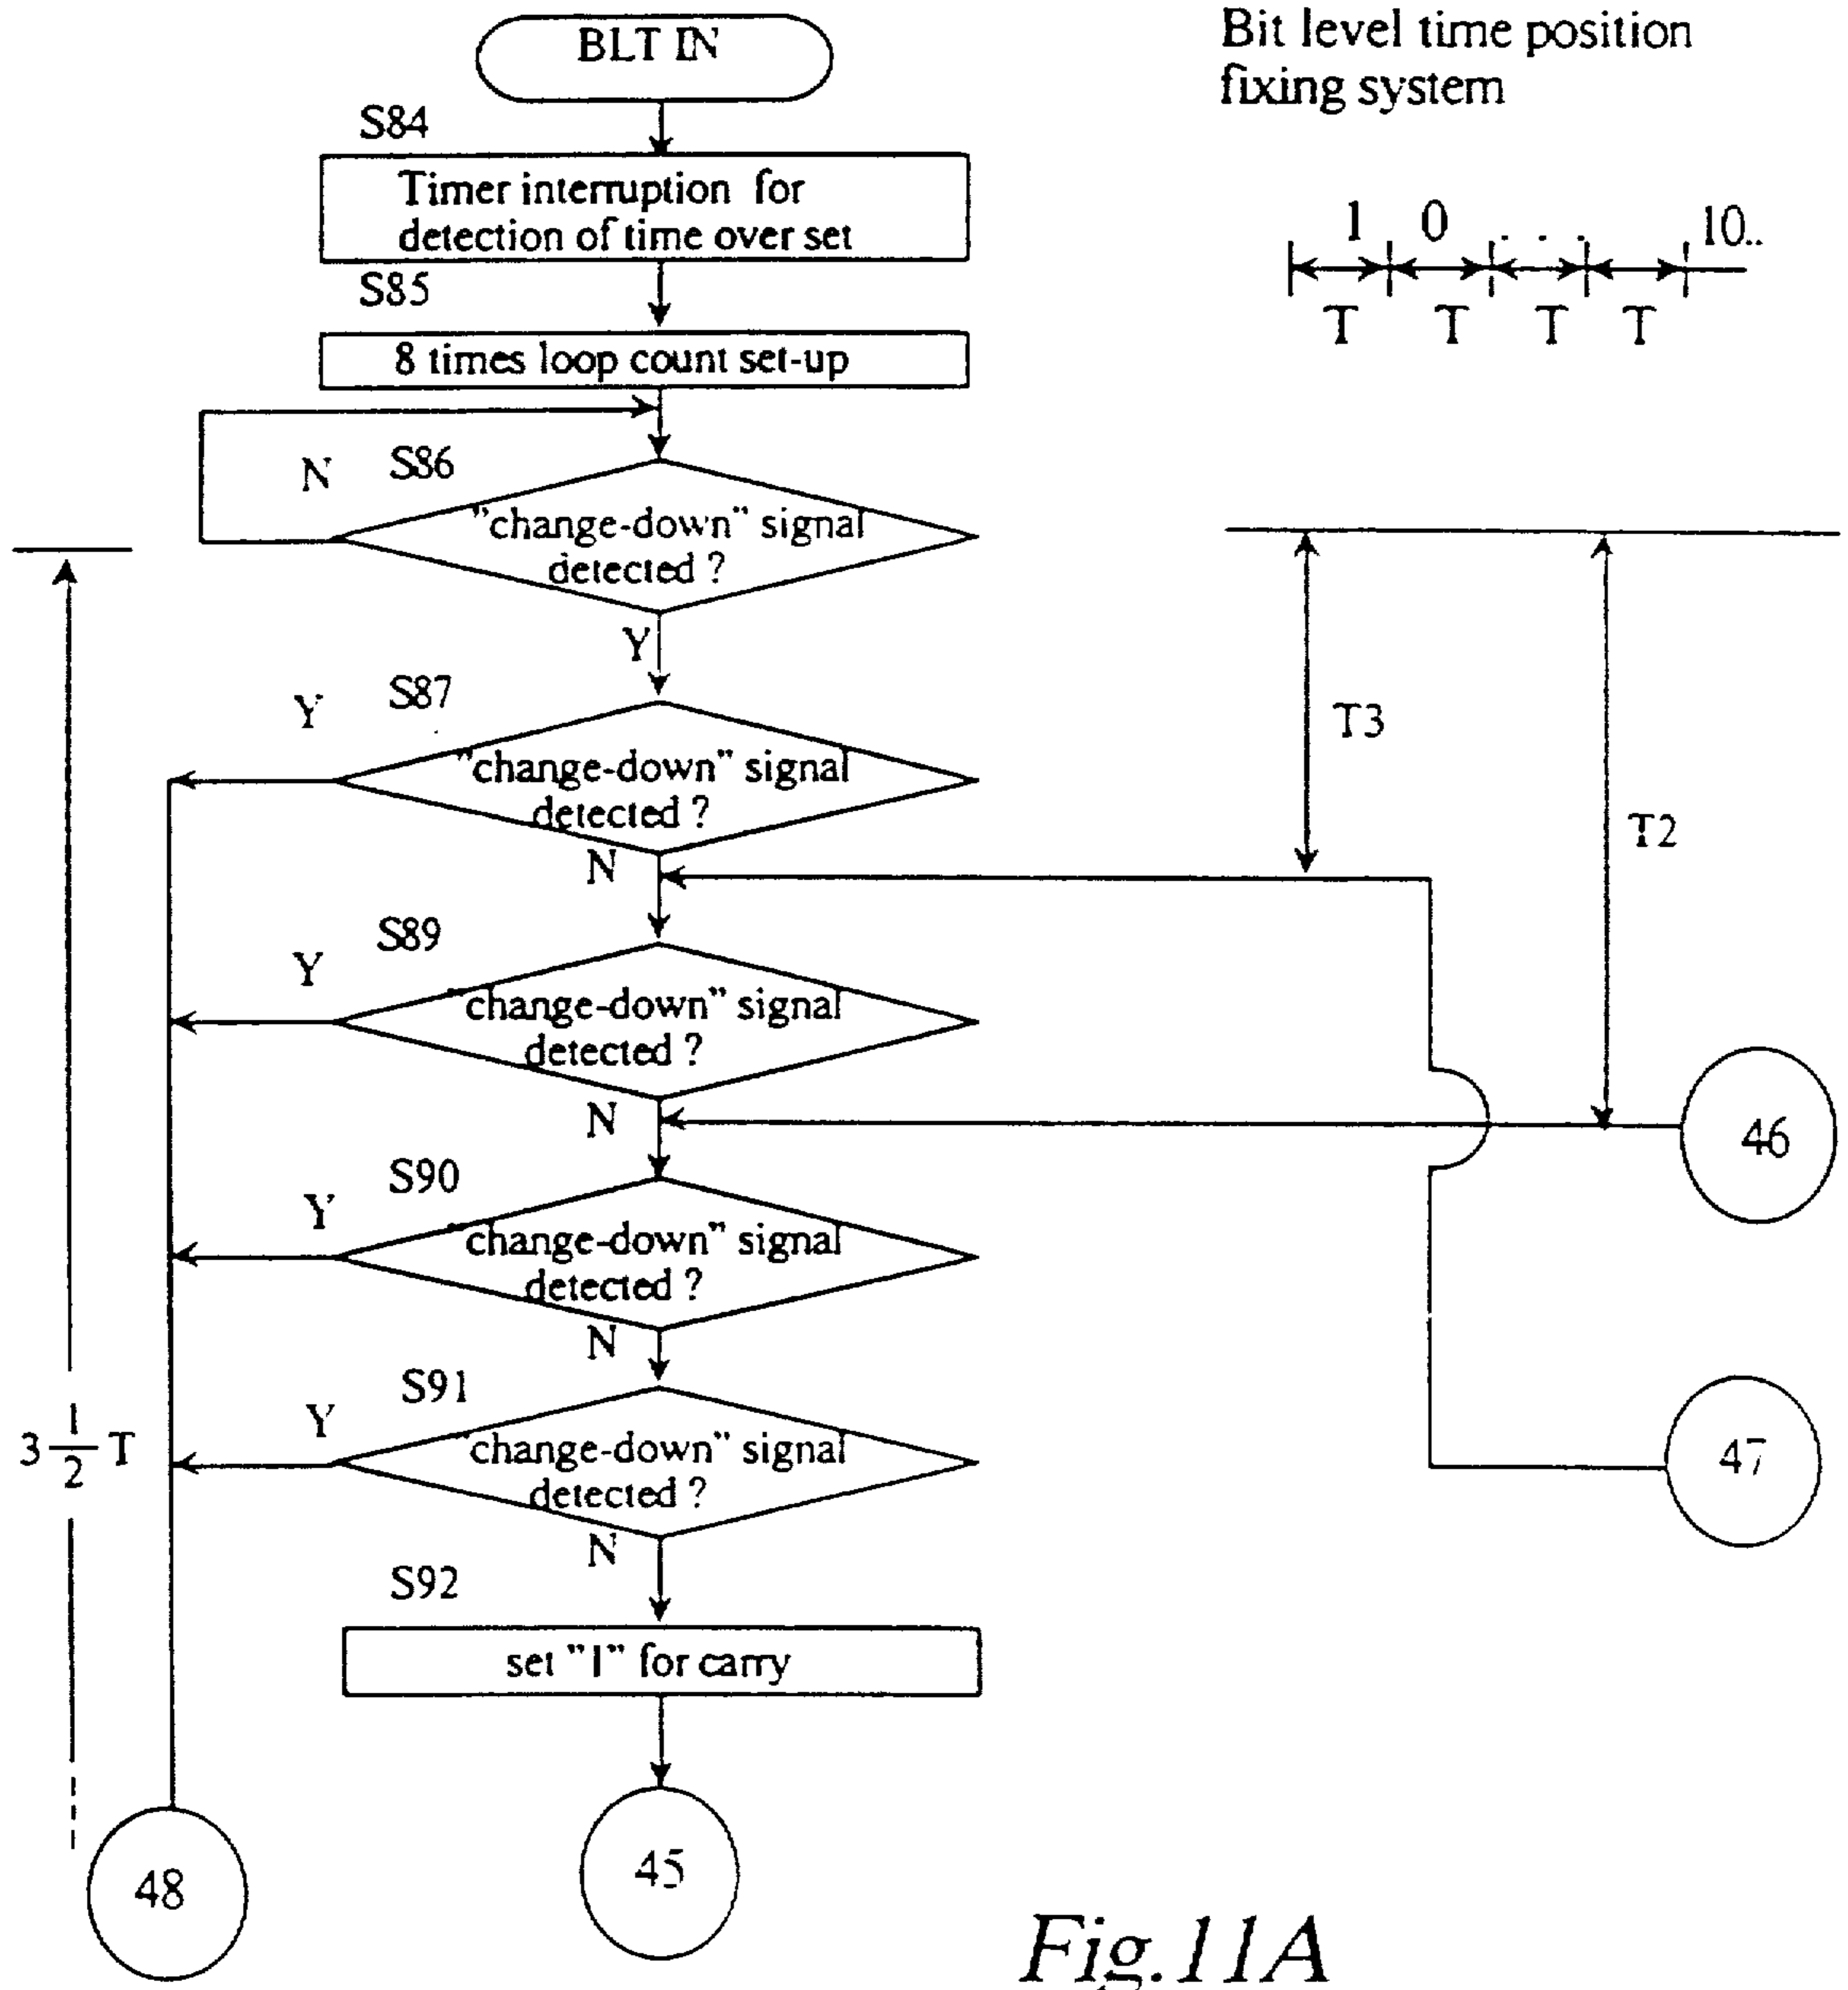 BLT IN
Bit level time position
fixing system
S84
Timer interruption for
detection of time over set
S85
8 times loop count set-up
1 0 . . . 10..
T T T T
N S86
"change-down" signal
detected ?
Y
Y S87
"change-down" signal
detected ?
N
T3
T2
Y S89
"change-down" signal
detected ?
N
46
Y S90
"change-down" signal
detected ?
N
Y S91
"change-down" signal
detected ?
N
3 1/2 T
47
S92
set "1" for carry
48
45
Fig.11A